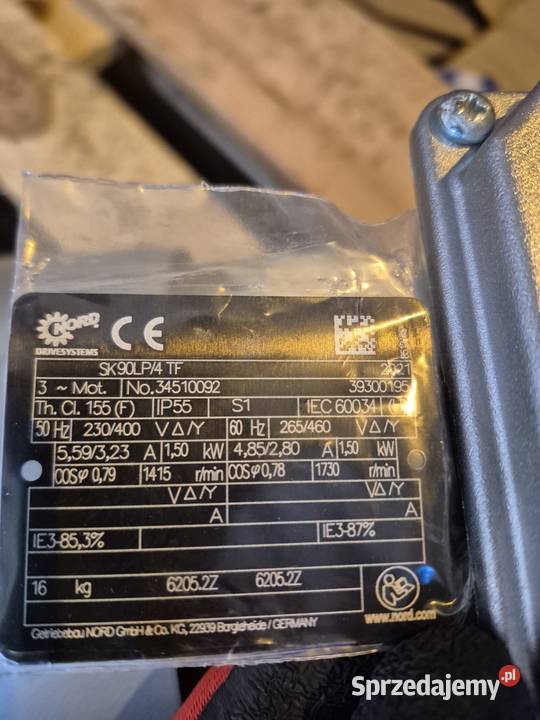 NORD CE
DRIVESYSTEMS
SK90LP/4 TF 2021
3 ~ Mot. No. 34510092 39300195
Th. Cl. 155 (F) IP55 S1 IEC 60034
50 Hz 230/400 V Δ/Y 60 Hz 265/460 V Δ/Y
5,59/3,23 A 1,50 kW 4,85/2,80 A 1,50 kW
COSφ 0,79 1415 r/min COSφ 0,78 1730 r/min
V Δ/Y V Δ/Y
A A
IE3-85,3% IE3-87%
16 kg 6205.2Z 6205.2Z
www.nord.com
Getriebebau NORD GmbH & Co. KG, 22939 Bargteheide / GERMANY
Sprzedajemy.pl